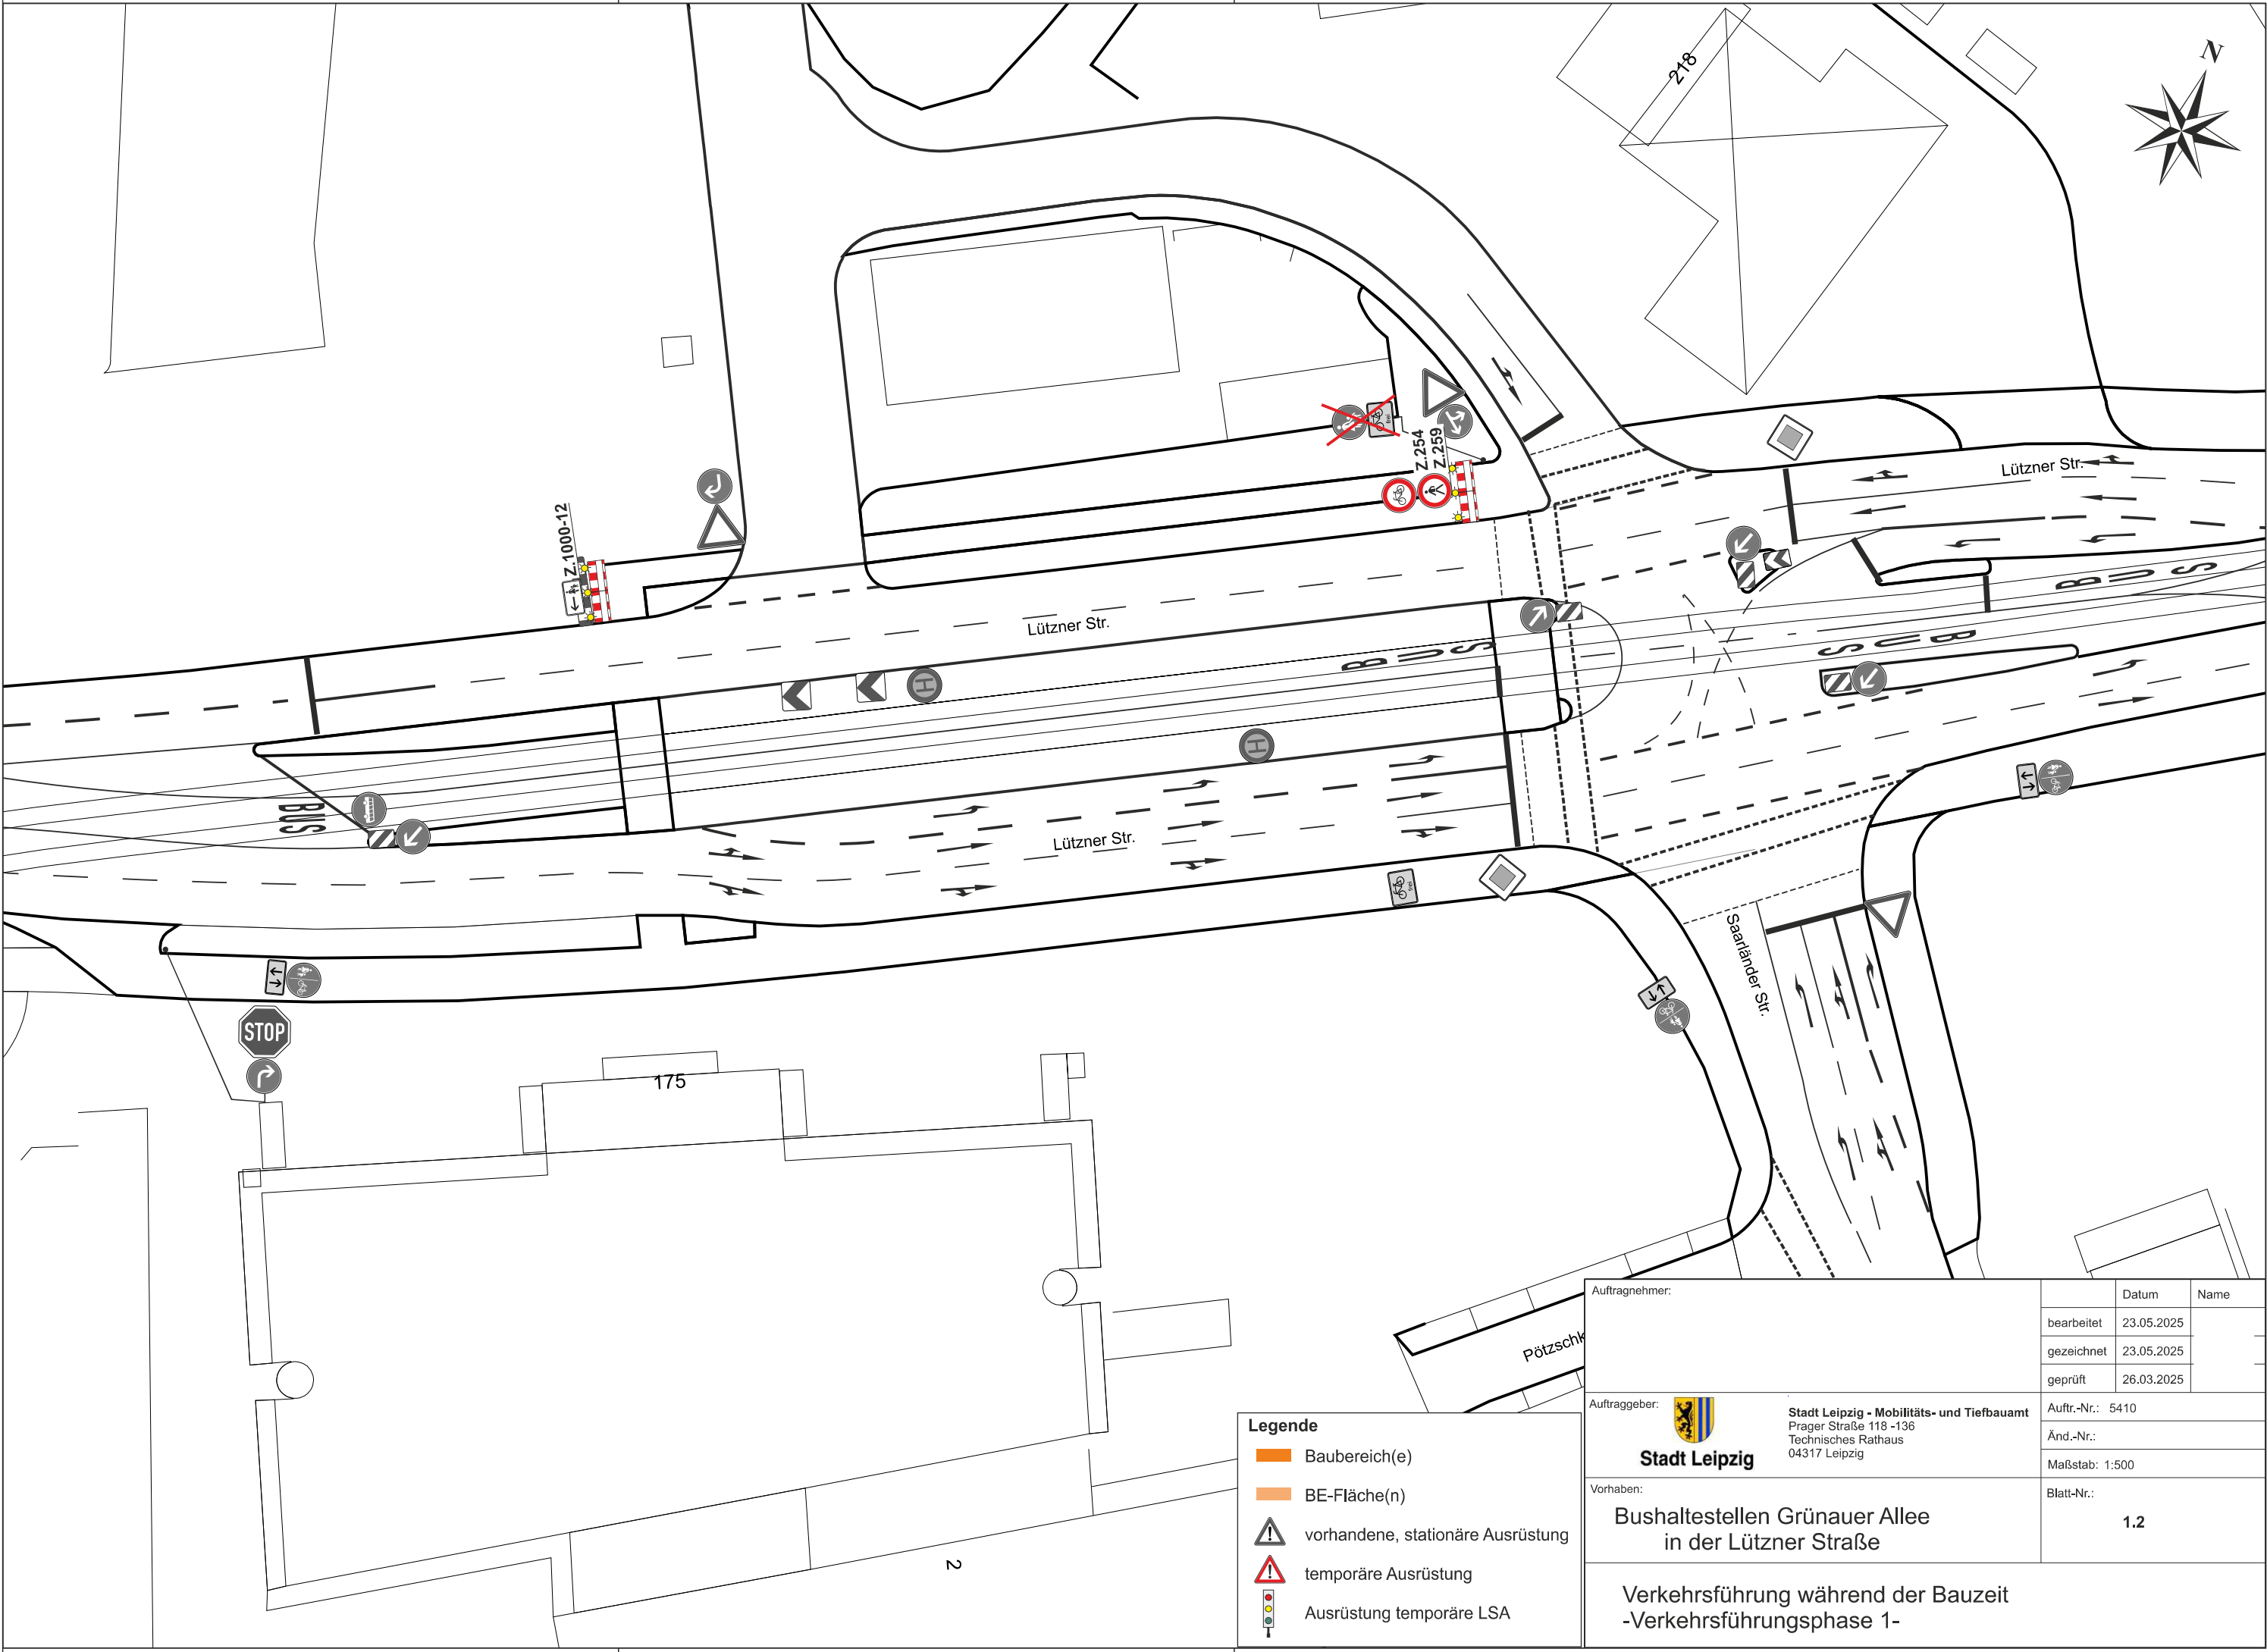 N
218
frei
Z.254
Z.259
Lützner Str.
Z.1000-12
Lützner Str.
BUS
BUS
BUS
H
H
BUS
Lützner Str.
frei
Saarländer Str.
STOP
175
2
Pötzschk
Legende
Baubereich(e)
BE-Fläche(n)
vorhandene, stationäre Ausrüstung
temporäre Ausrüstung
Ausrüstung temporäre LSA
Auftragnehmer:
Datum Name
bearbeitet 23.05.2025
gezeichnet 23.05.2025
geprüft 26.03.2025
Auftraggeber:
Stadt Leipzig
Stadt Leipzig - Mobilitäts- und Tiefbauamt
Prager Straße 118 -136
Technisches Rathaus
04317 Leipzig
Auftr.-Nr.: 5410
Änd.-Nr.:
Maßstab: 1:500
Vorhaben:
Bushaltestellen Grünauer Allee
in der Lützner Straße
Blatt-Nr.:
1.2
Verkehrsführung während der Bauzeit
-Verkehrsführungsphase 1-